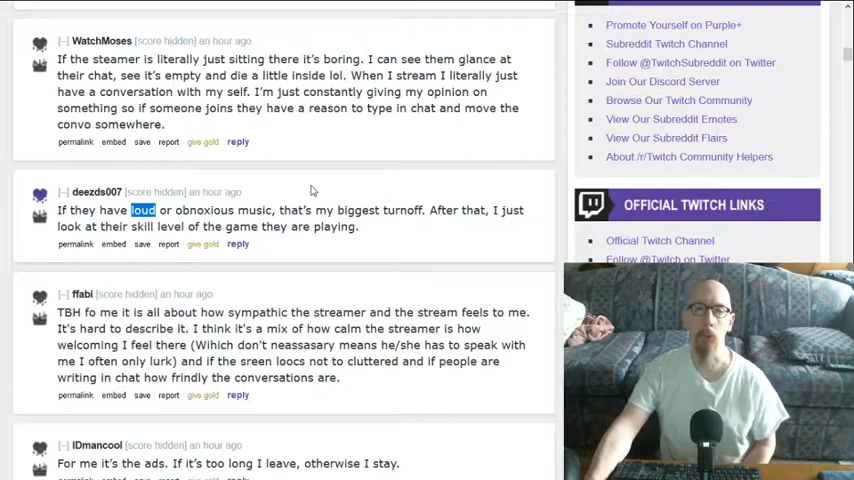 WatchMoses [score hidden] an hour ago
If the steamer is literally just sitting there it's boring. I can see them glance at
their chat, see it's empty and die a little inside lol. When I stream I literally just
have a conversation with my self. I'm just constantly giving my opinion on
something so if someone joins they have a reason to type in chat and move the
convo somewhere.
permalink embed save report give gold reply
[–] deezds007 [score hidden] an hour ago
If they have loud or obnoxious music, that's my biggest turnoff. After that, I just
look at their skill level of the game they are playing.
permalink embed save report give gold reply
[–] ffabi [score hidden] an hour ago
TBH fo me it is all about how sympathic the streamer and the stream feels to me.
It's hard to describe it. I think it's a mix of how calm the streamer is how
welcoming I feel there (Wihich don't neassasary means he/she has to speak with
me I often only lurk) and if the sreen loocs not to cluttered and if people are
writing in chat how frindly the conversations are.
permalink embed save report give gold reply
[–] IDmancool [score hidden] an hour ago
For me it's the ads. If it's too long I leave, otherwise I stay.
Promote Yourself on Purple+
Subreddit Twitch Channel
Follow @TwitchSubreddit on Twitter
Join Our Discord Server
Browse Our Twitch Community
View Our Subreddit Emotes
View Our Subreddit Flairs
About /r/Twitch Community Helpers
OFFICIAL TWITCH LINKS
Official Twitch Channel
Follow @Twitch on Twitter